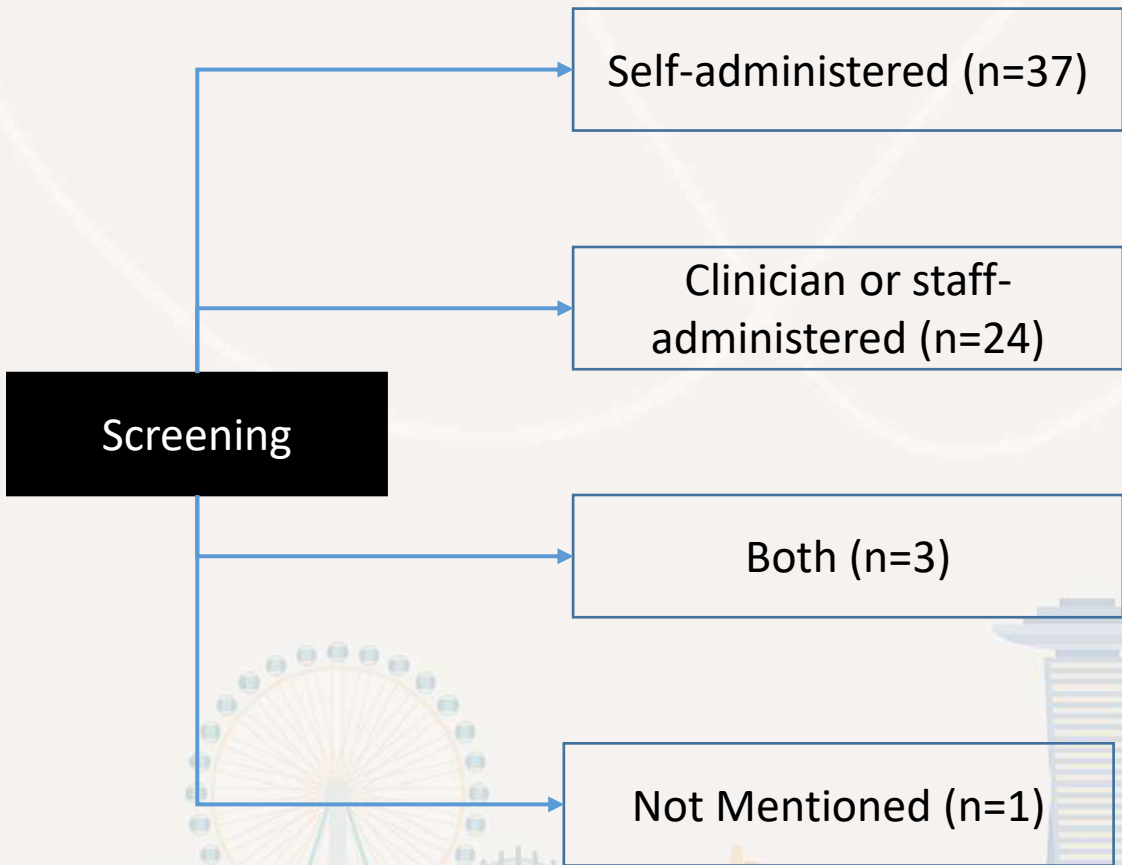 Self-administered (n=37)
Clinician or staff-
administered (n=24)
Screening
Both (n=3)
Not Mentioned (n=1)